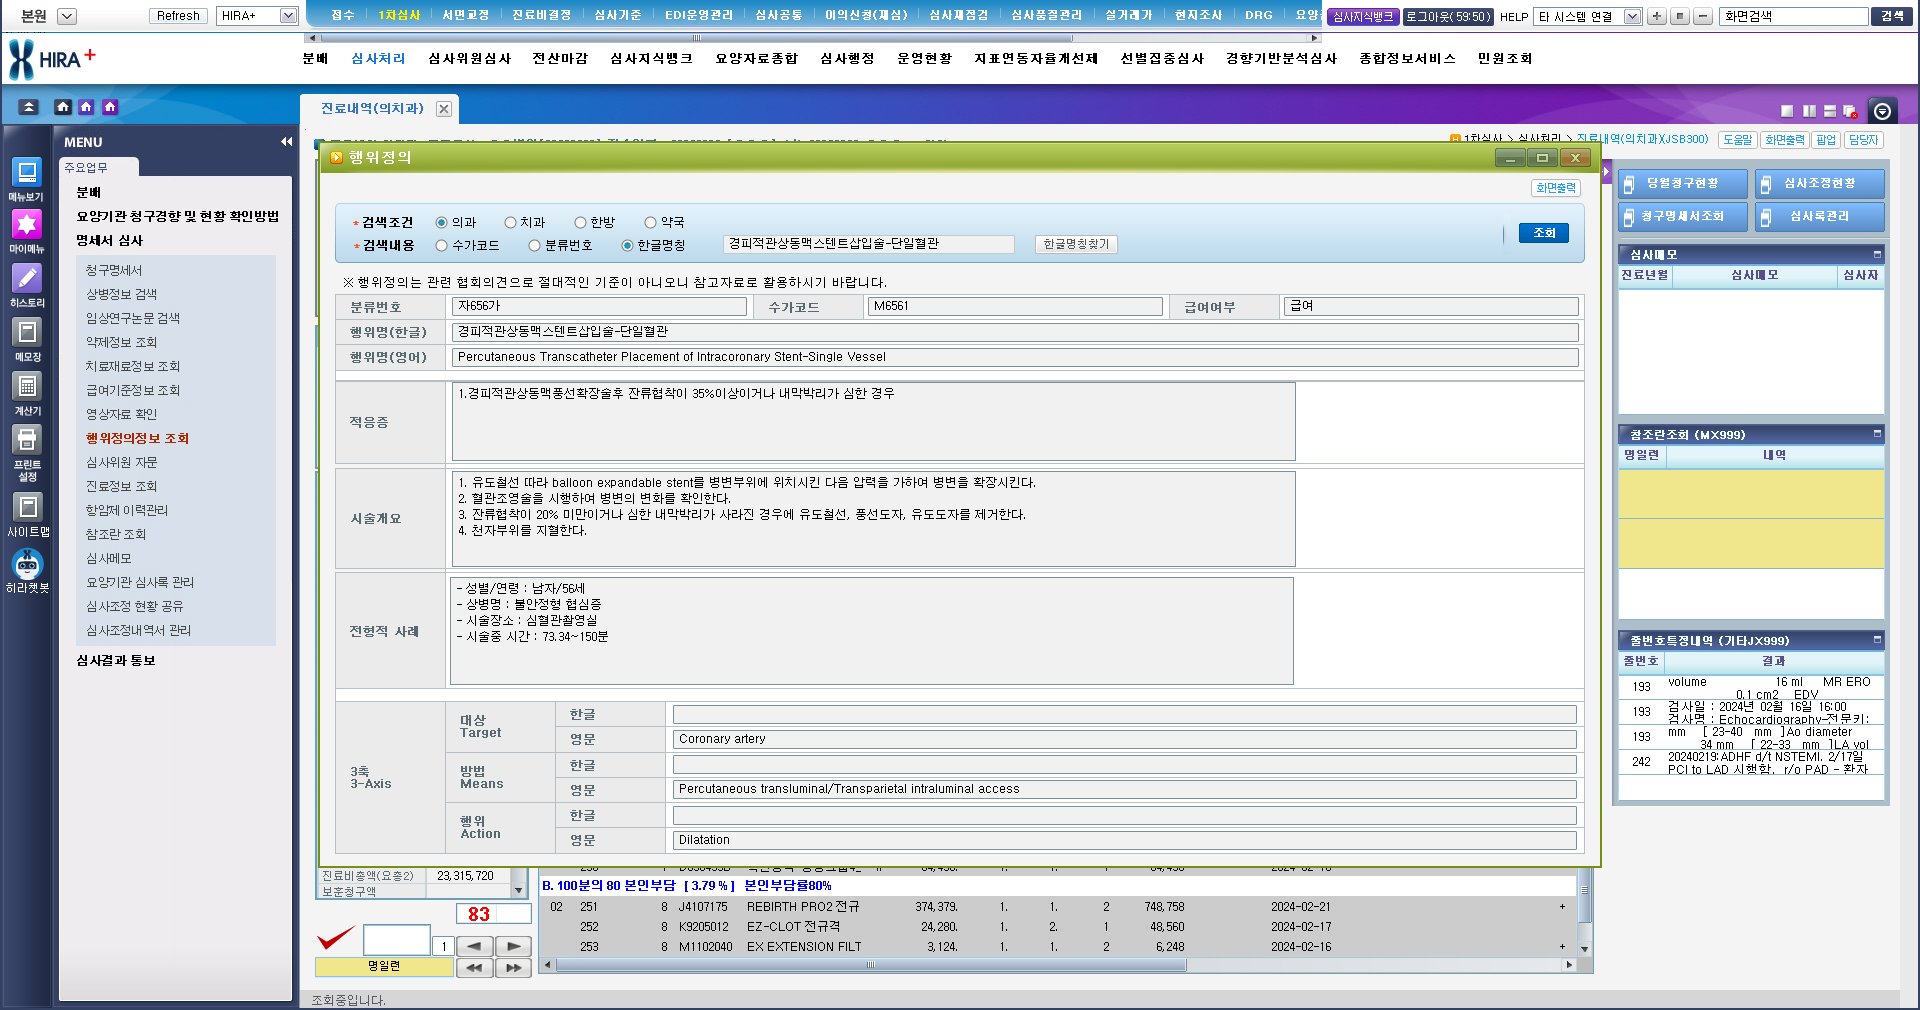 본원 Refresh HIRA+ 접수 1차심사 서면교정 진료비결정 심사기준 EDI운영관리 심사공통 이의신청(재심) 심사재점검 심사품질관리 실거래가 현지조사 DRG 요양 심사지식뱅크 로그아웃(59:50) HELP 타 시스템 연결 화면검색 검색
HIRA+ 분배 심사처리 심사위원심사 전산마감 심사지식뱅크 요양자료종합 심사행정 운영현황 지표연동자율개선제 선별집중심사 경향기반분석심사 종합정보서비스 민원조회
진료내역(의치과)
1차심사 > 심사처리 > 진료내역(의치과)(JSB300) 도움말 화면출력 팝업 담당자
MENU
주요업무
메뉴보기
마이메뉴
히스토리
메모장
계산기
프린트
설정
사이트맵
히라챗봇
분배
요양기관 청구경향 및 현황 확인방법
명세서 심사
청구명세서
상병정보 검색
임상연구논문 검색
약제정보 조회
치료재료정보 조회
급여기준정보 조회
영상자료 확인
행위정의정보 조회
심사위원 자문
진료정보 조회
항암제 이력관리
참조란 조회
심사메모
요양기관 심사록 관리
심사조정 현황 공유
심사조정내역서 관리
심사결과 통보
행위정의
화면출력
*검색조건 의과 치과 한방 약국
*검색내용 수가코드 분류번호 한글명칭 경피적관상동맥스텐트삽입술-단일혈관 한글명칭찾기 조회
※ 행위정의는 관련 협회의견으로 절대적인 기준이 아니오니 참고자료로 활용하시기 바랍니다.
분류번호 자656가 수가코드 M6561 급여여부 급여
행위명(한글) 경피적관상동맥스텐트삽입술-단일혈관
행위명(영어) Percutaneous Transcatheter Placement of Intracoronary Stent-Single Vessel
적응증
1.경피적관상동맥풍선확장술후 잔류협착이 35%이상이거나 내막박리가 심한 경우
시술개요
1. 유도철선 따라 balloon expandable stent를 병변부위에 위치시킨 다음 압력을 가하여 병변을 확장시킨다.
2. 혈관조영술을 시행하여 병변의 변화를 확인한다.
3. 잔류협착이 20% 미만이거나 심한 내막박리가 사라진 경우에 유도철선, 풍선도자, 유도도자를 제거한다.
4. 천자부위를 지혈한다.
전형적 사례
- 성별/연령 : 남자/56세
- 상병명 : 불안정형 협심증
- 시술장소 : 심혈관촬영실
- 시술중 시간 : 73.34~150분
3축
3-Axis
대상
Target
한글
영문 Coronary artery
방법
Means
한글
영문 Percutaneous transluminal/Transparietal intraluminal access
행위
Action
한글
영문 Dilatation
당월청구현황 심사조정현황
청구명세서조회 심사록관리
심사메모
진료년월 심사메모 심사자
참조란조회 (MX999)
명일련 내역
줄번호특정내역 (기타JX999)
줄번호 결과
193 volume 16 ml MR ERO
0.1 cm2 EDV
193 검사일 : 2024년 02월 16일 16:00
검사명 : Echocardiography-전문키:
193 mm [ 23-40 mm ]Ao diameter
34 mm [ 22-33 mm ]LA vol
242 20240219:ADHF d/t NSTEMI, 2/17일
PCI to LAD 시행함, r/o PAD - 환자
진료비총액(요총2) 23,315,720
보훈청구액
B. 100분의 80 본인부담 [ 3.79 % ] 본인부담률80%
02 251 8 J4107175 REBIRTH PRO2 전규 374,379. 1. 1. 2 748,758 2024-02-21 +
252 8 K9205012 EZ-CLOT 전규격 24,280. 1. 2. 1 48,560 2024-02-17
253 8 M1102040 EX EXTENSION FILT 3,124. 1. 1. 2 6,248 2024-02-16 +
83
1
명일련
조회중입니다.